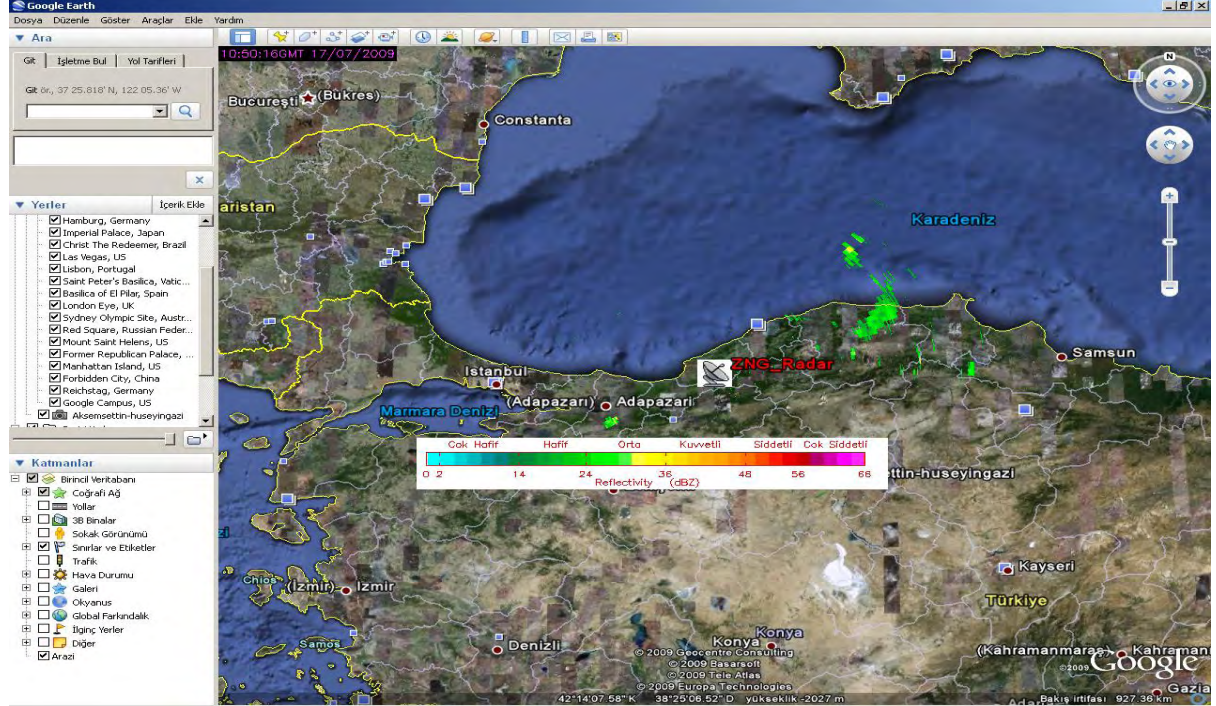 Google Earth
Dosya Düzenle Göster Araçlar Ekle Yardım
Ara
Git İşletme Bul Yol Tarifleri
Git ör., 37 25.818' N, 122 05.36' W
Yerler İçerik Ekle
Hamburg, Germany
Imperial Palace, Japan
Christ The Redeemer, Brazil
Las Vegas, US
Lisbon, Portugal
Saint Peter's Basilica, Vatic...
Basilica of El Pilar, Spain
London Eye, UK
Sydney Olympic Site, Austr...
Red Square, Russian Feder...
Mount Saint Helens, US
Former Republican Palace, ...
Manhattan Island, US
Forbidden City, China
Reichstag, Germany
Google Campus, US
Aksemsettin-huseyingazi
Katmanlar
Birincil Veritabanı
Coğrafi Ağ
Yollar
3B Binalar
Sokak Görünümü
Sınırlar ve Etiketler
Trafik
Hava Durumu
Galeri
Okyanus
Global Farkındalık
İlginç Yerler
Diğer
Arazi
10:50:16GMT 17/07/2009
Bucureşti (Bükreş)
Constanta
aristan
Karadeniz
Samsun
ZNG_Radar
Istanbul
(Adapazarı) Adapazari
Marmara Denizi
Cok Hafif Hafif Orta Kuvvetli Siddetli Cok Siddetli
0 2 14 24 36 48 56 66
Reflectivity (dBZ)
ttin-huseyingazi
Kayseri
Türkiye
Chios (İzmir) Izmir
Samos
Denizli
Konya
Konya
(Kahramanmaraş) Kahramanm
Gazia
© 2009 Geocentre Consulting
© 2009 Basarsoft
© 2009 Tele Atlas
© 2009 Europa Technologies
©2009 Google
42°14'07.58" K 38°25'06.52" D yükseklik -2027 m
Bakış irtifası 927.36 km